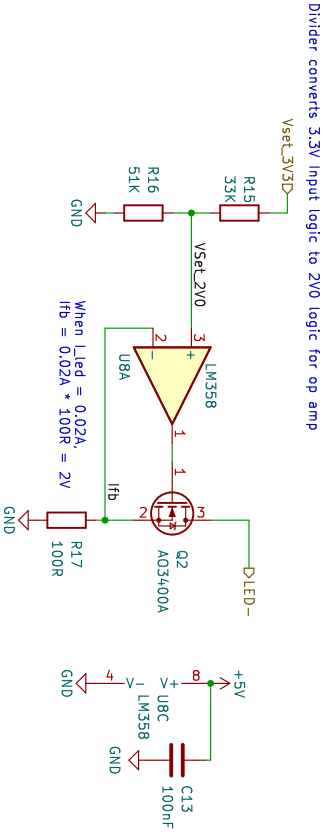 Divider converts 3.3V Input logic to 2V0 logic for op amp
Vset_3V3
R15
33K
R16
51K
GND
VSet_2V0
3
+
2
−
LM358
U8A
1
1
When I_led = 0.02A,
Ifb = 0.02A * 100R = 2V
Ifb
Q2
AO3400A
3
2
LED-
R17
100R
GND
+5V
8
V+
U8C
LM358
V−
4
GND
C13
100nF
GND